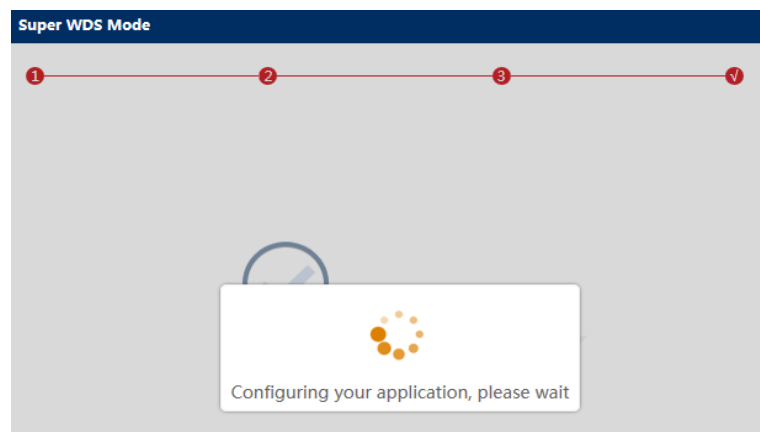 Super WDS Mode
1 2 3 √
Configuring your application, please wait